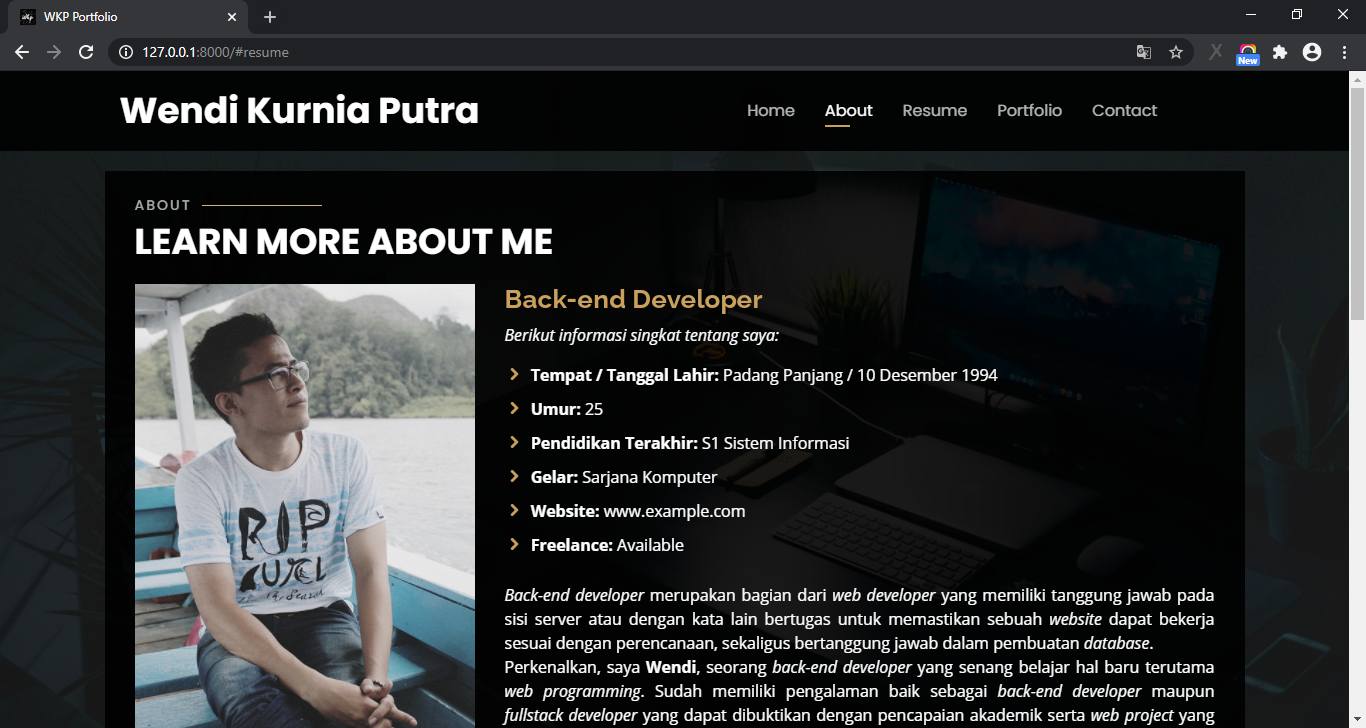 WKP Portfolio
127.0.0.1:8000/#resume
New
Wendi Kurnia Putra
Home
About
Resume
Portfolio
Contact
ABOUT
LEARN MORE ABOUT ME
Back-end Developer
Berikut informasi singkat tentang saya:
Tempat / Tanggal Lahir: Padang Panjang / 10 Desember 1994
Umur: 25
Pendidikan Terakhir: S1 Sistem Informasi
Gelar: Sarjana Komputer
Website: www.example.com
Freelance: Available
RIP
CURL
Back-end developer merupakan bagian dari web developer yang memiliki tanggung jawab pada
sisi server atau dengan kata lain bertugas untuk memastikan sebuah website dapat bekerja
sesuai dengan perencanaan, sekaligus bertanggung jawab dalam pembuatan database.
Perkenalkan, saya Wendi, seorang back-end developer yang senang belajar hal baru terutama
web programming. Sudah memiliki pengalaman baik sebagai back-end developer maupun
fullstack developer yang dapat dibuktikan dengan pencapaian akademik serta web project yang